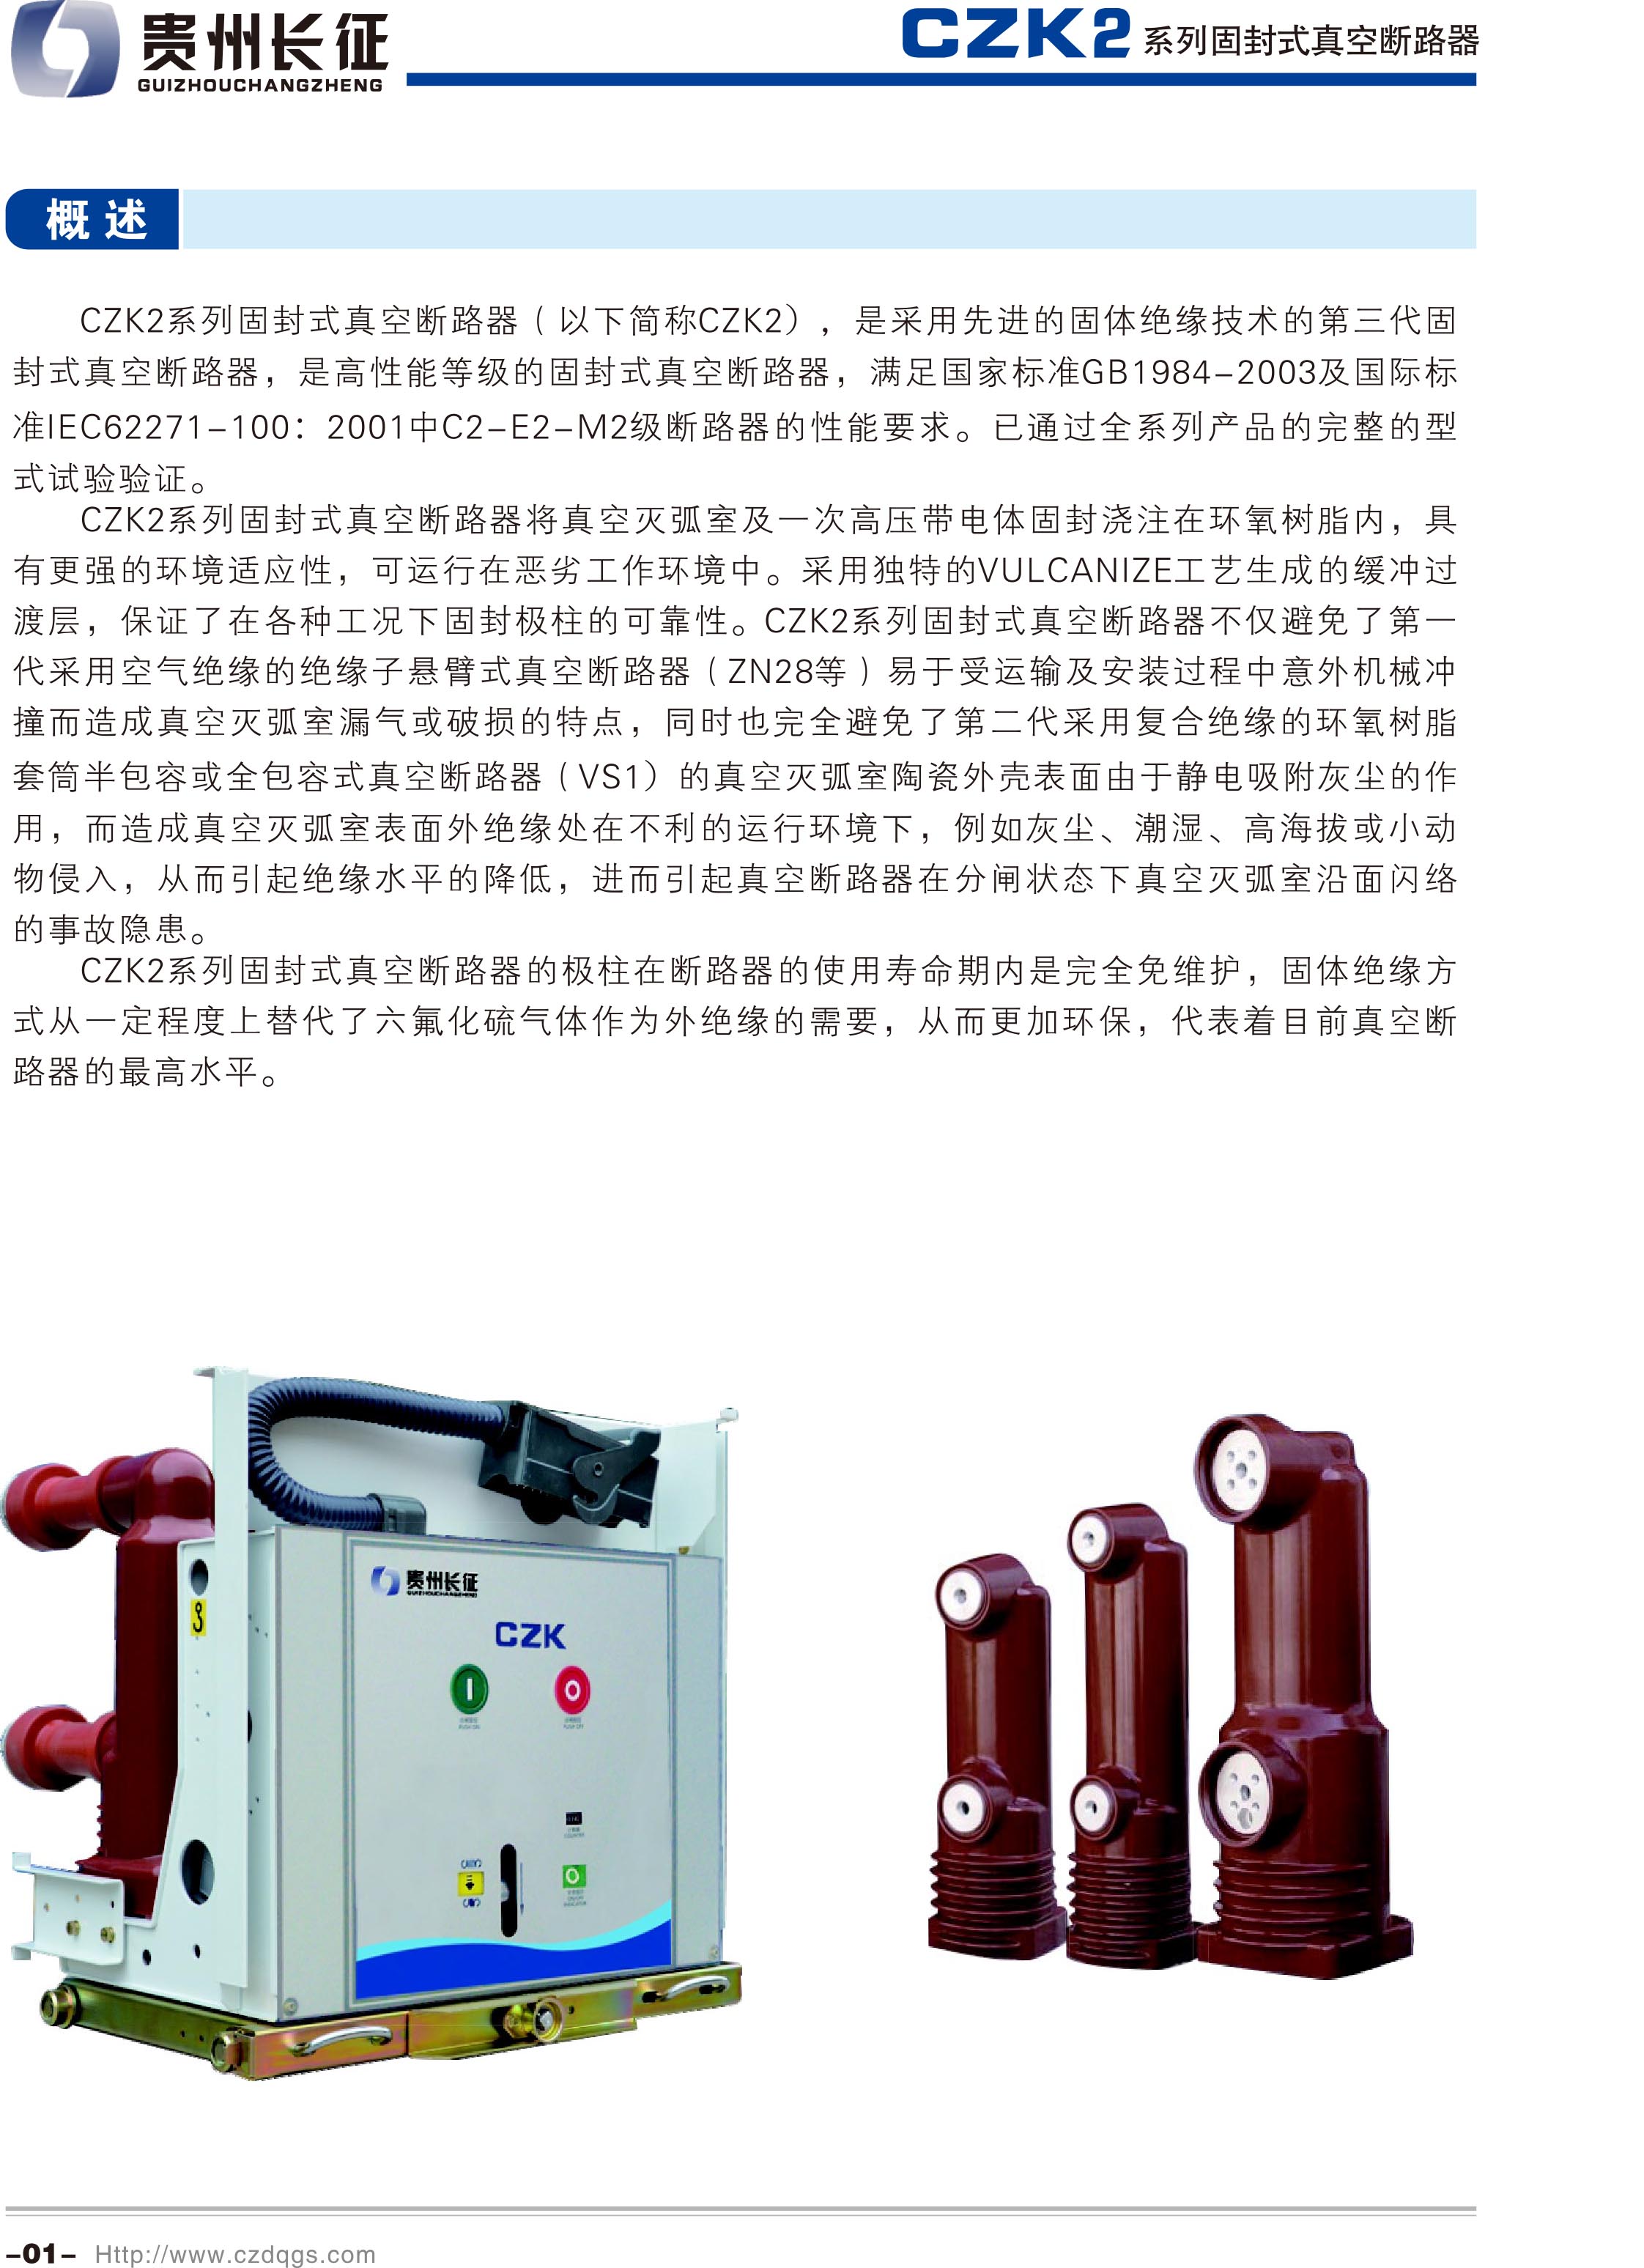 贵州长征
GUIZHOUCHANGZHENG
CZK2系列固封式真空断路器
概述
CZK2系列固封式真空断路器（以下简称CZK2），是采用先进的固体绝缘技术的第三代固
封式真空断路器，是高性能等级的固封式真空断路器，满足国家标准GB1984-2003及国际标
准IEC62271-100：2001中C2-E2-M2级断路器的性能要求。已通过全系列产品的完整的型
式试验验证。
CZK2系列固封式真空断路器将真空灭弧室及一次高压带电体固封浇注在环氧树脂内，具
有更强的环境适应性，可运行在恶劣工作环境中。采用独特的VULCANIZE工艺生成的缓冲过
渡层，保证了在各种工况下固封极柱的可靠性。CZK2系列固封式真空断路器不仅避免了第一
代采用空气绝缘的绝缘子悬臂式真空断路器（ZN28等）易于受运输及安装过程中意外机械冲
撞而造成真空灭弧室漏气或破损的特点，同时也完全避免了第二代采用复合绝缘的环氧树脂
套筒半包容或全包容式真空断路器（VS1）的真空灭弧室陶瓷外壳表面由于静电吸附灰尘的作
用，而造成真空灭弧室表面外绝缘处在不利的运行环境下，例如灰尘、潮湿、高海拔或小动
物侵入，从而引起绝缘水平的降低，进而引起真空断路器在分闸状态下真空灭弧室沿面闪络
的事故隐患。
CZK2系列固封式真空断路器的极柱在断路器的使用寿命期内是完全免维护，固体绝缘方
式从一定程度上替代了六氟化硫气体作为外绝缘的需要，从而更加环保，代表着目前真空断
路器的最高水平。
贵州长征
GUIZHOUCHANGZHENG
CZK
PUSH ON
PUSH OFF
COUNTER
-01- Http://www.czdqgs.com